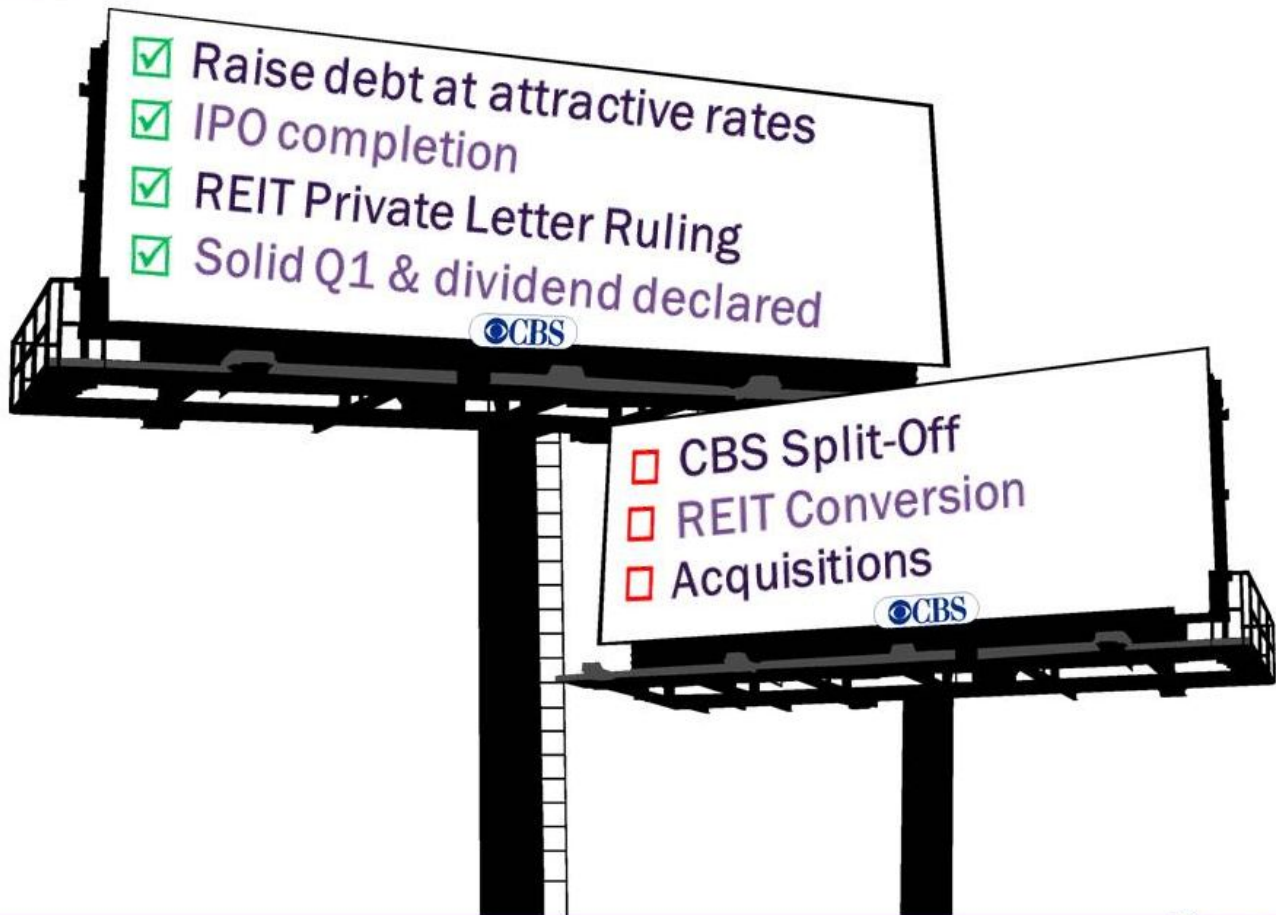 Raise debt at attractive rates
IPO completion
REIT Private Letter Ruling
Solid Q1 & dividend declared
CBS
CBS Split-Off
REIT Conversion
Acquisitions
CBS